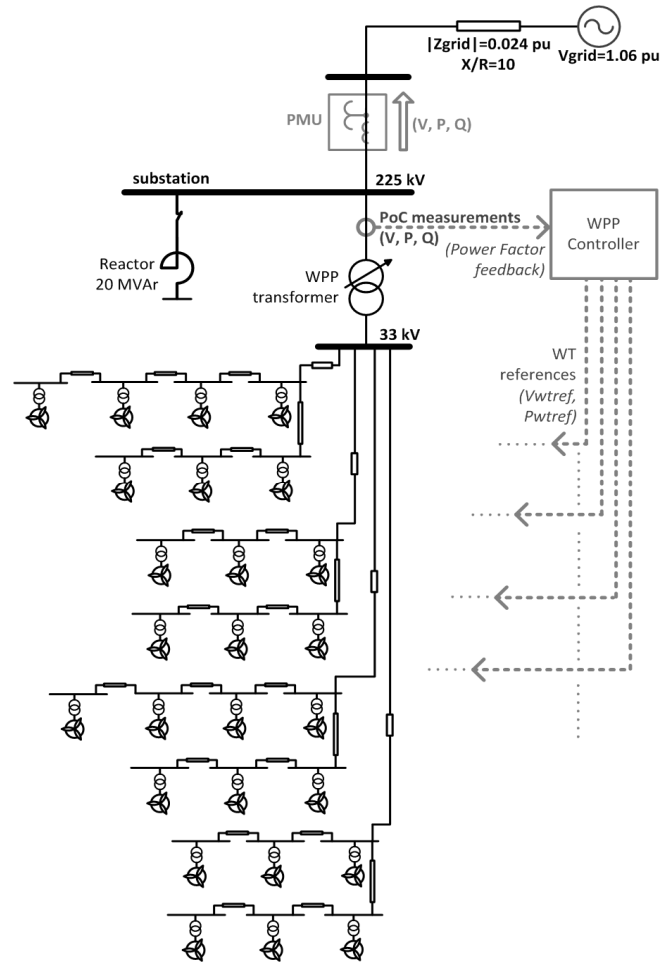 |Zgrid|=0.024 pu
X/R=10
Vgrid=1.06 pu
PMU
(V, P, Q)
substation
225 kV
PoC measurements
(V, P, Q)
(Power Factor
feedback)
WPP
Controller
Reactor
20 MVAr
WPP
transformer
33 kV
WT
references
(Vwtref,
Pwtref)